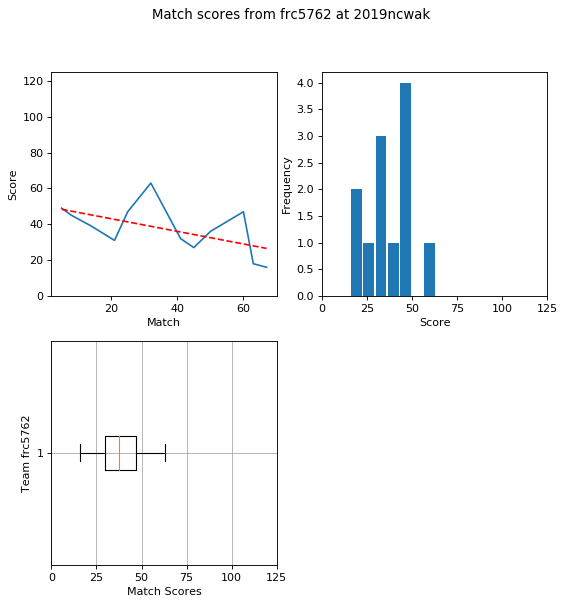 Match scores from frc5762 at 2019ncwak
120
100
80
60
40
20
0
Score
20 40 60
Match
4.0
3.5
3.0
2.5
2.0
1.5
1.0
0.5
0.0
Frequency
0 25 50 75 100 125
Score
1
Team frc5762
0 25 50 75 100 125
Match Scores